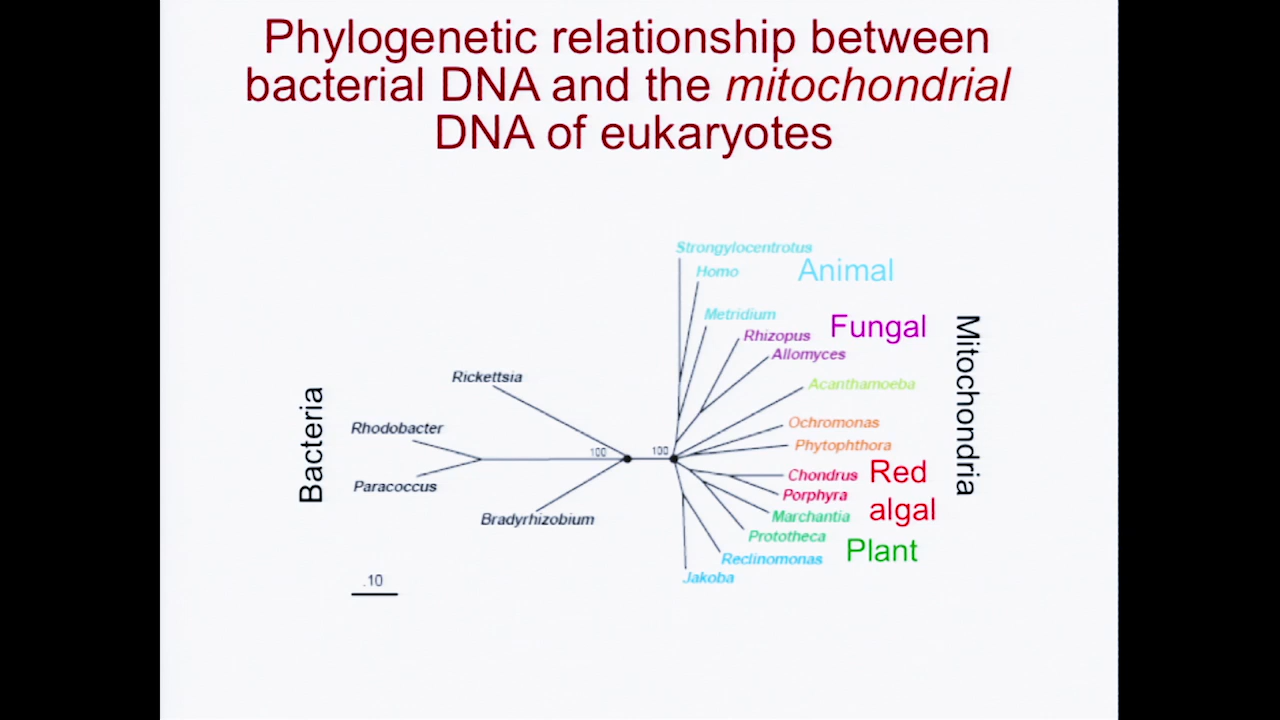 Phylogenetic relationship between
bacterial DNA and the mitochondrial
DNA of eukaryotes
Strongylocentrotus
Homo
Animal
Metridium
Rhizopus
Fungal
Allomyces
Rickettsia
Acanthamoeba
Rhodobacter
Ochromonas
Phytophthora
100
100
Bacteria
Mitochondria
Paracoccus
Chondrus
Red
Porphyra
algal
Bradyrhizobium
Marchantia
Prototheca
Plant
Reclinomonas
Jakoba
.10